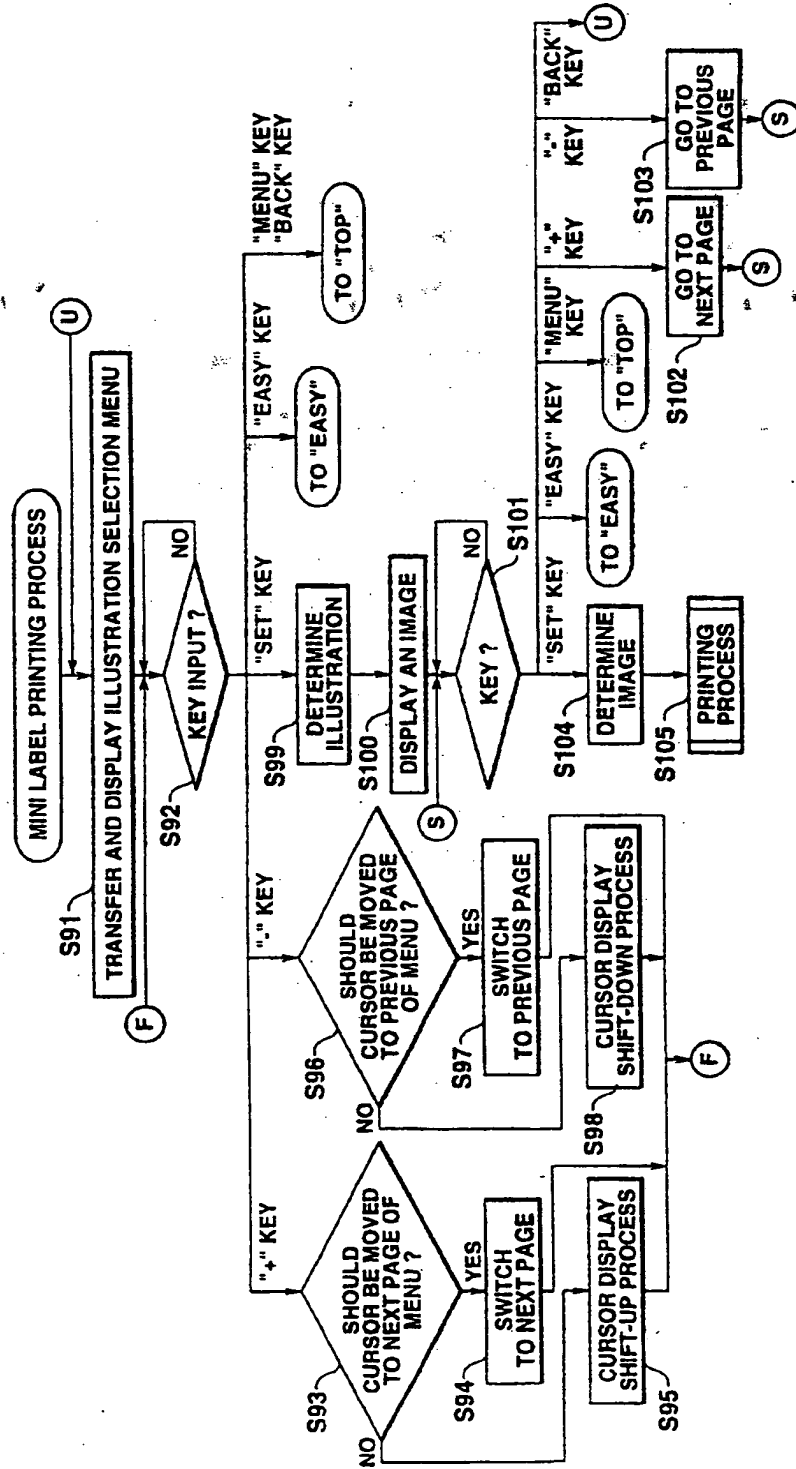 MINI LABEL PRINTING PROCESS
U
S91
TRANSFER AND DISPLAY ILLUSTRATION SELECTION MENU
F
S92
KEY INPUT ?
NO
"+" KEY
"-" KEY
"SET" KEY
"EASY" KEY
"MENU" KEY
"BACK" KEY
S93
SHOULD
CURSOR BE MOVED
TO NEXT PAGE OF
MENU ?
NO
YES
S94
SWITCH
TO NEXT PAGE
S95
CURSOR DISPLAY
SHIFT-UP PROCESS
S96
SHOULD
CURSOR BE MOVED
TO PREVIOUS PAGE
OF MENU ?
NO
YES
S97
SWITCH
TO PREVIOUS PAGE
S98
CURSOR DISPLAY
SHIFT-DOWN PROCESS
F
S99
DETERMINE
ILLUSTRATION
TO "EASY"
TO "TOP"
S100
DISPLAY AN IMAGE
S
KEY ?
NO
S101
"SET" KEY
"EASY" KEY
"MENU"
KEY
"+"
KEY
"-"
KEY
"BACK"
KEY
S104
DETERMINE
IMAGE
TO "EASY"
TO "TOP"
S102
GO TO
NEXT PAGE
S
S103
GO TO
PREVIOUS
PAGE
S
U
S105
PRINTING
PROCESS